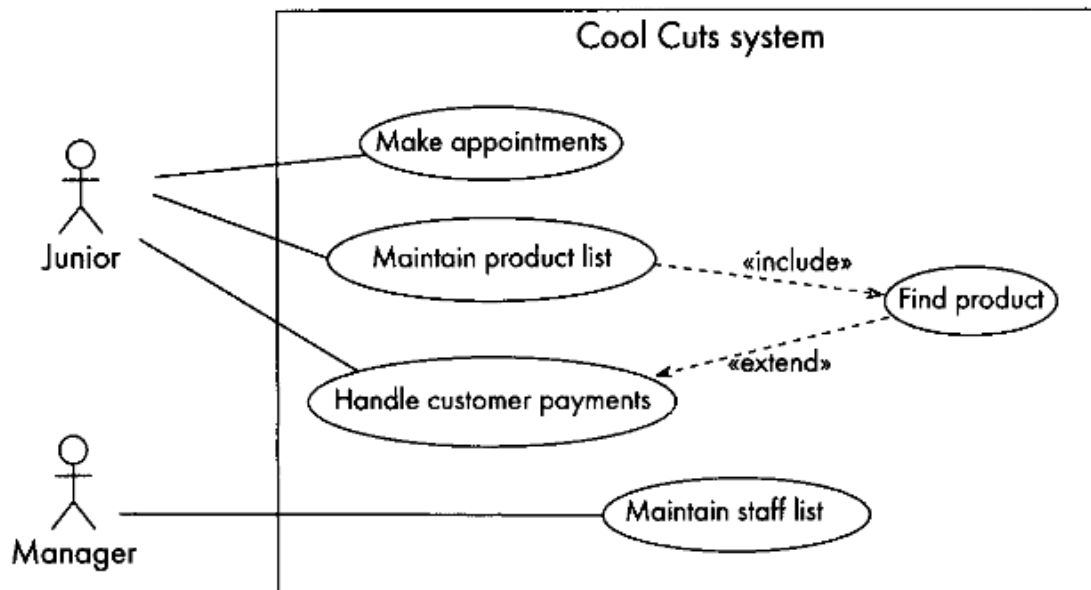 Cool Cuts system
Make appointments
Junior
Maintain product list
«include»
Find product
«extend»
Handle customer payments
Manager
Maintain staff list